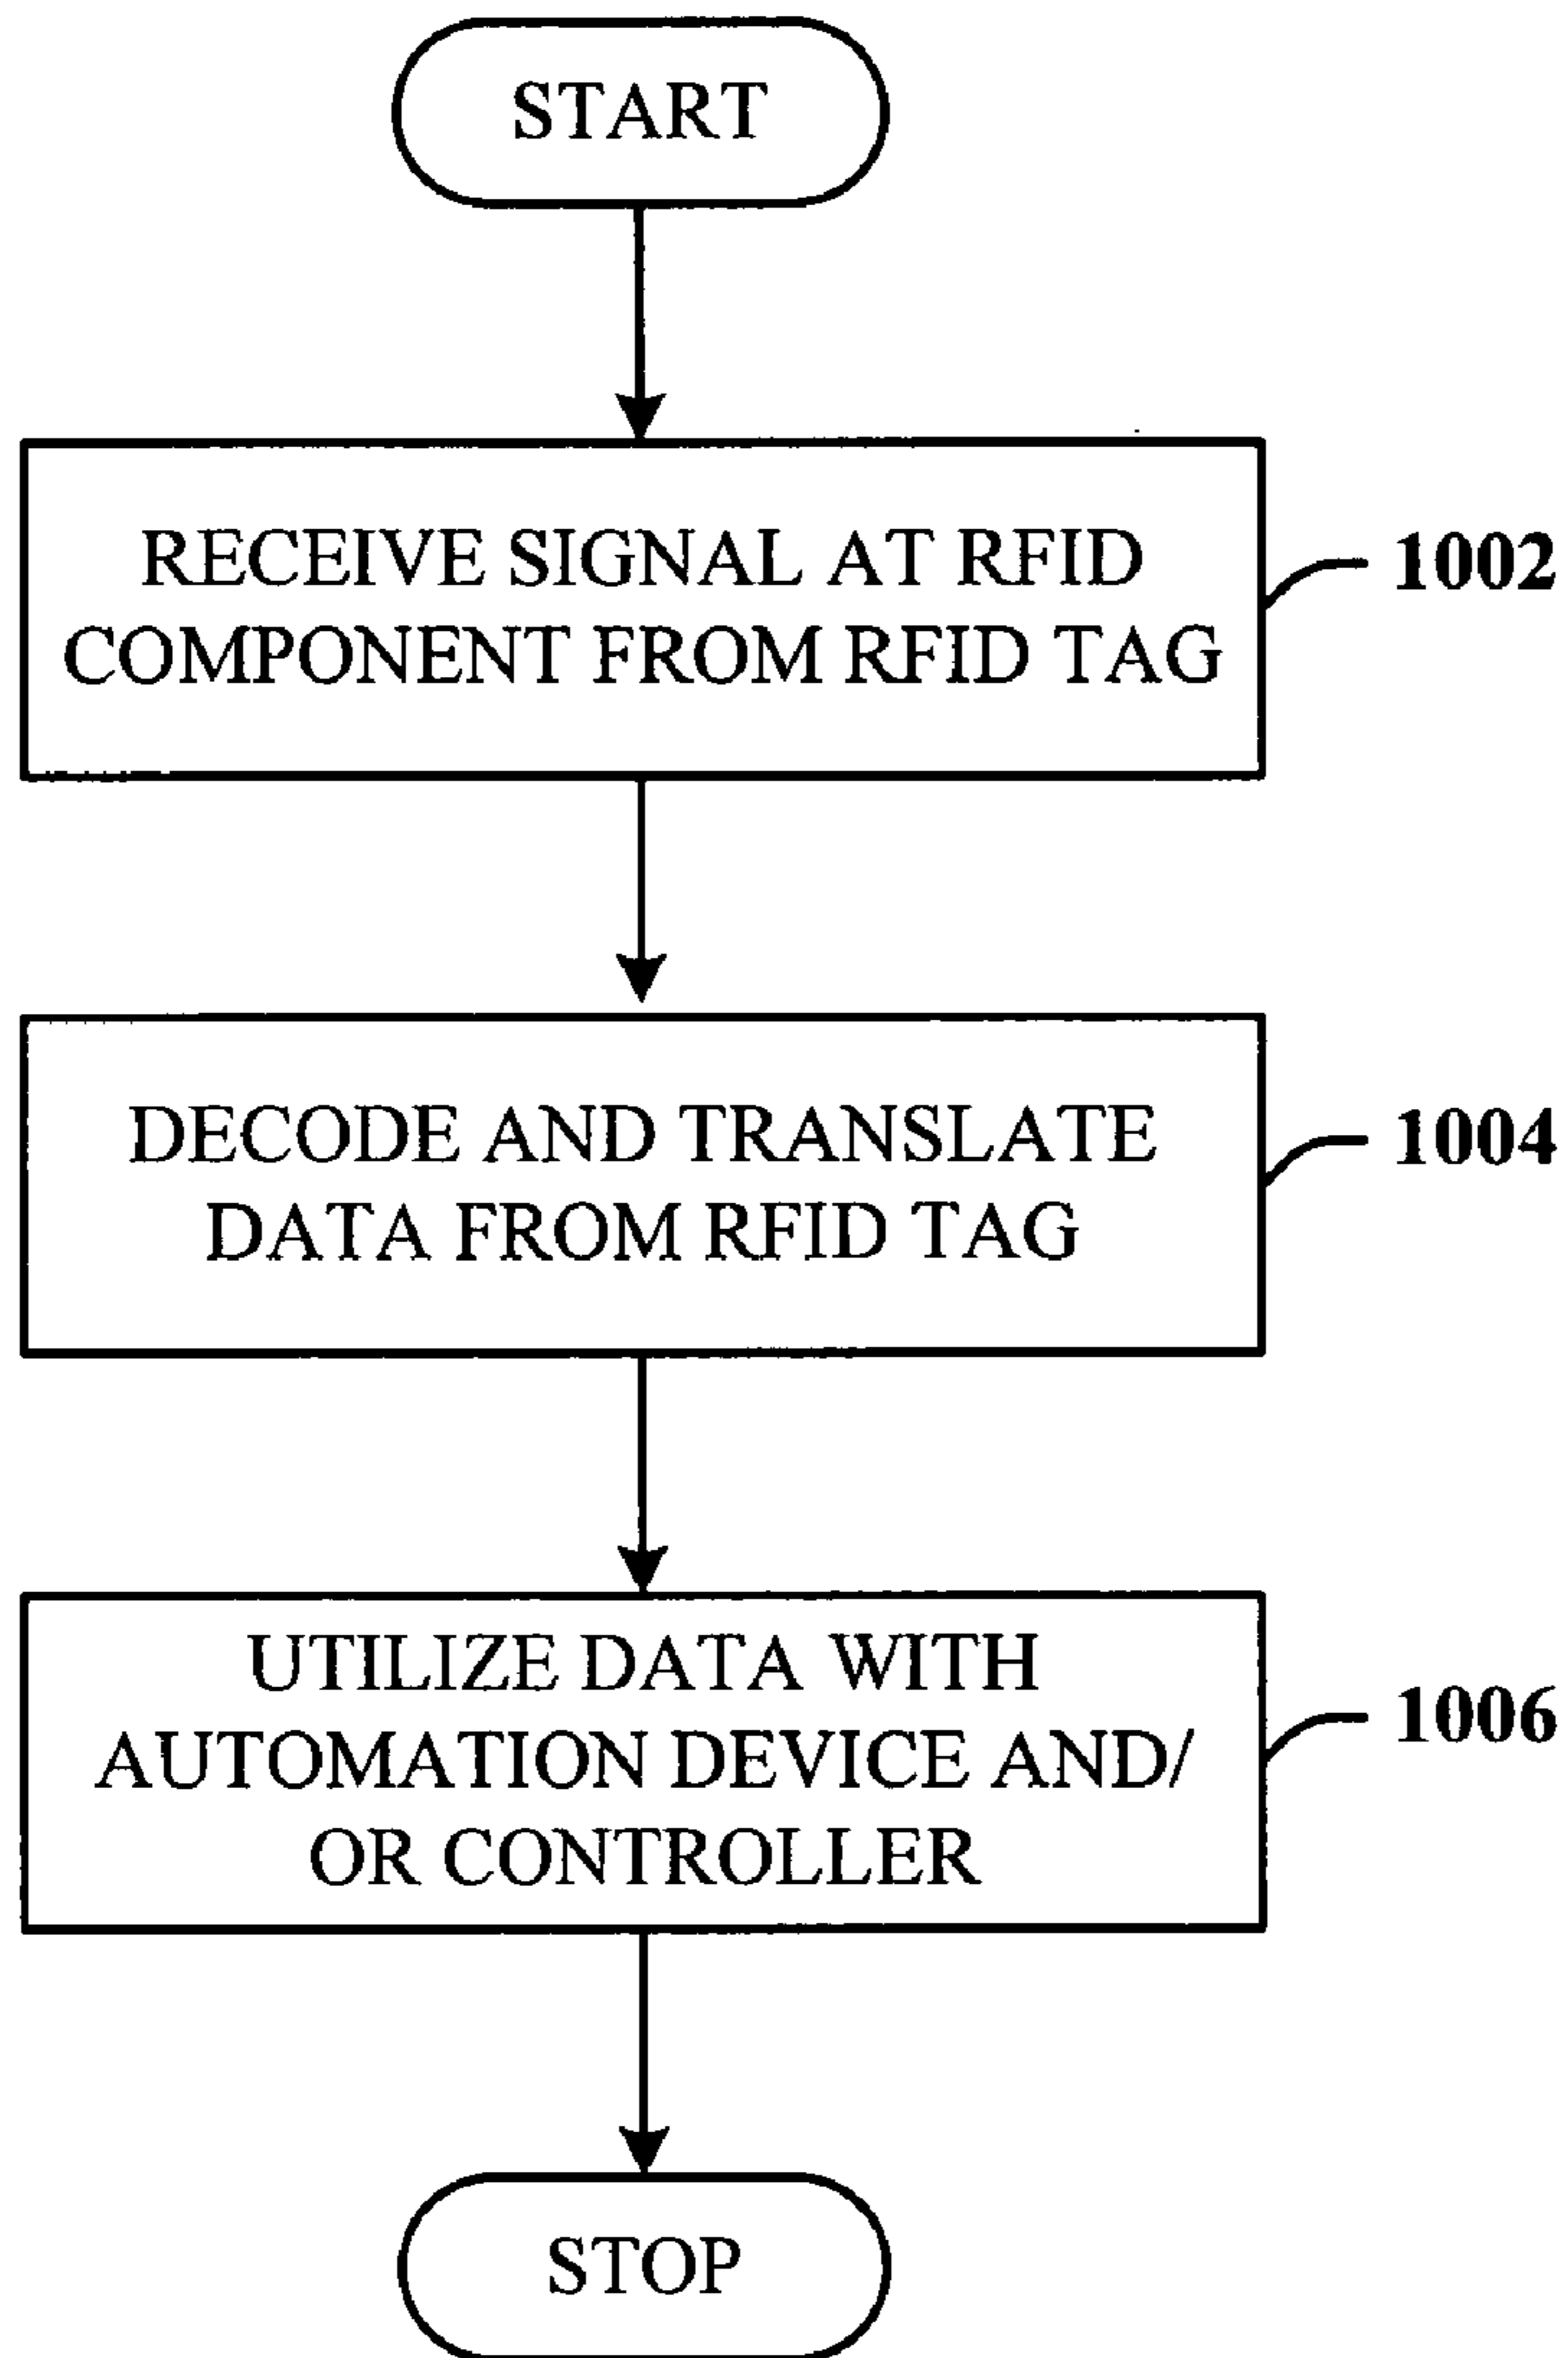 START
RECEIVE SIGNAL AT RFID
COMPONENT FROM RFID TAG
1002
DECODE AND TRANSLATE
DATA FROM RFID TAG
1004
UTILIZE DATA WITH
AUTOMATION DEVICE AND/
OR CONTROLLER
1006
STOP